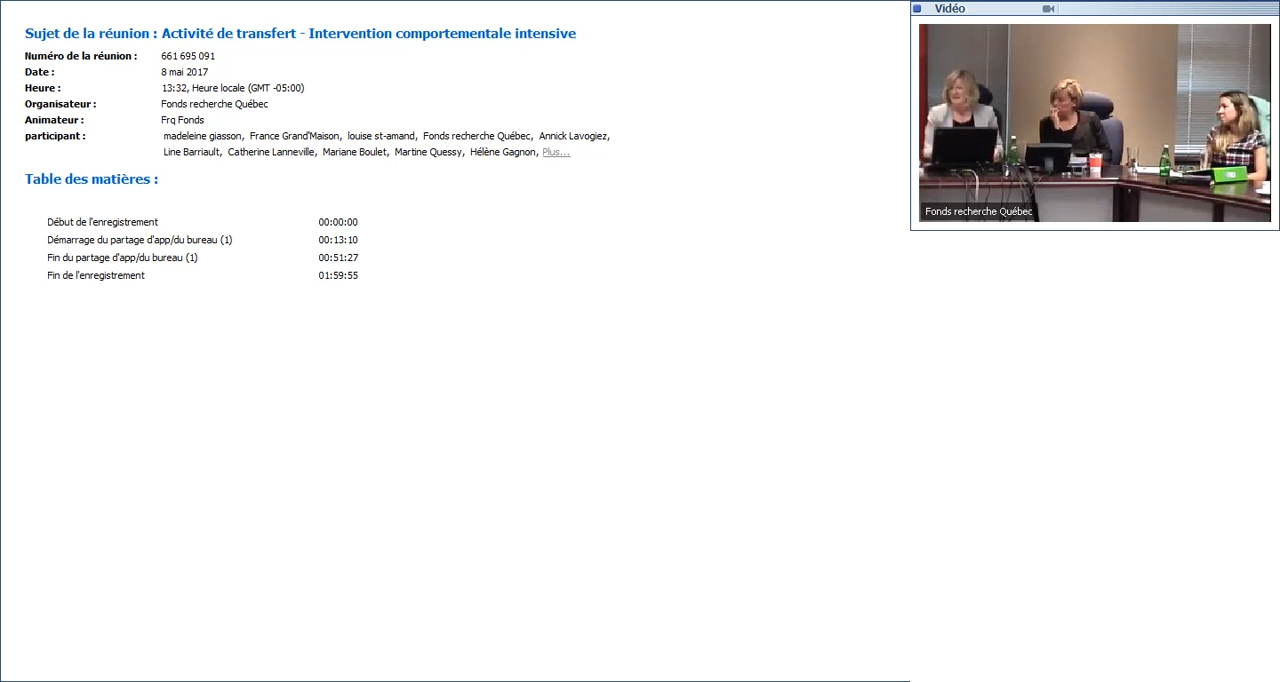 Sujet de la réunion : Activité de transfert - Intervention comportementale intensive
Numéro de la réunion : 661 695 091
Date : 8 mai 2017
Heure : 13:32, Heure locale (GMT -05:00)
Organisateur : Fonds recherche Québec
Animateur : Frq Fonds
participant : madeleine giasson, France Grand'Maison, louise st-amand, Fonds recherche Québec, Annick Lavogiez,
Line Barriault, Catherine Lanneville, Mariane Boulet, Martine Quessy, Hélène Gagnon, Plus...
Table des matières :
Début de l'enregistrement 00:00:00
Démarrage du partage d'app/du bureau (1) 00:13:10
Fin du partage d'app/du bureau (1) 00:51:27
Fin de l'enregistrement 01:59:55
Vidéo
Fonds recherche Québec